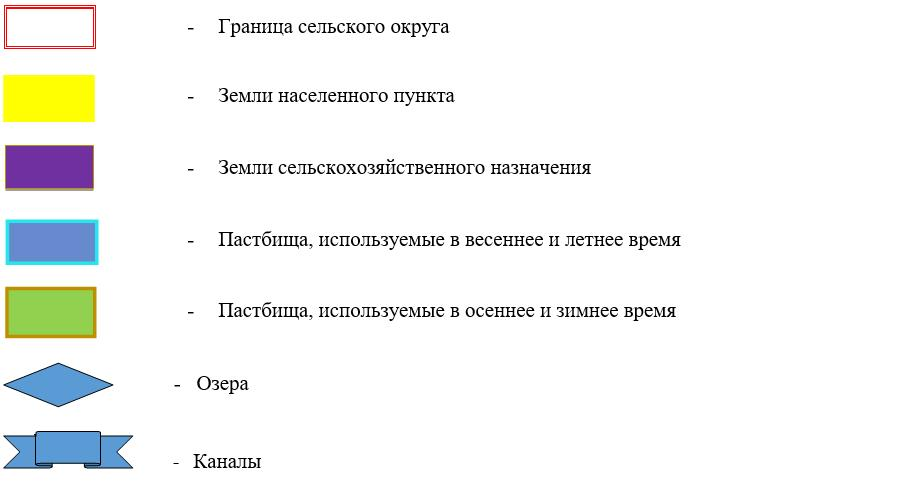 - Граница сельского округа
- Земли населенного пункта
- Земли сельскохозяйственного назначения
- Пастбища, используемые в весеннее и летнее время
- Пастбища, используемые в осеннее и зимнее время
- Озера
- Каналы